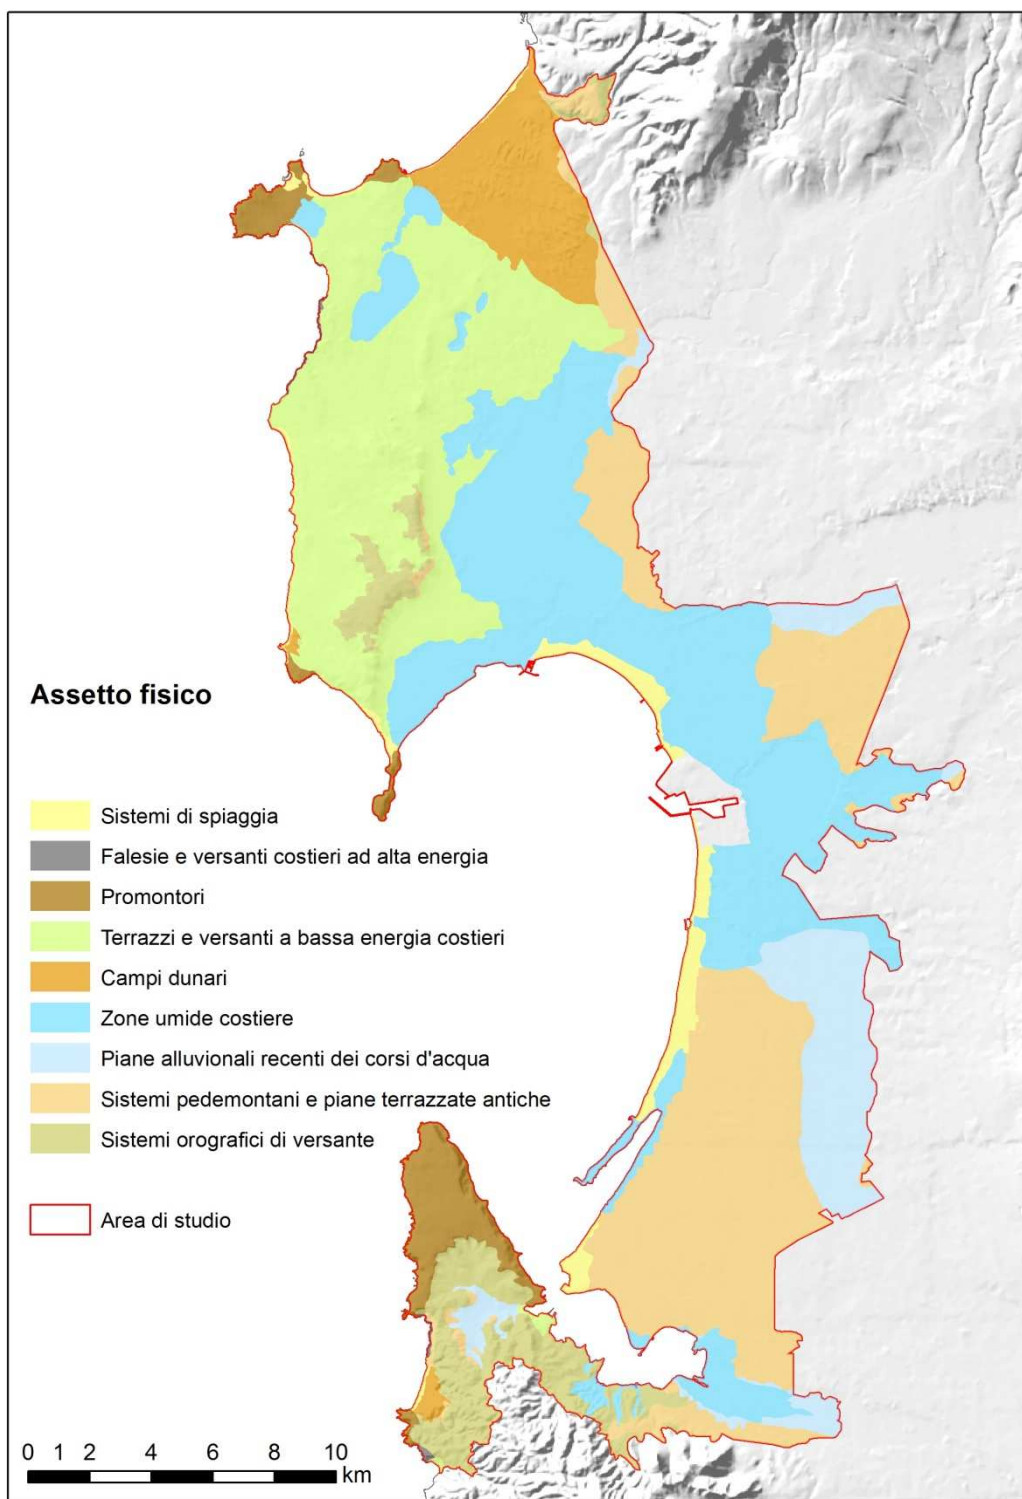 Assetto fisico
Sistemi di spiaggia
Falesie e versanti costieri ad alta energia
Promontori
Terrazzi e versanti a bassa energia costieri
Campi dunari
Zone umide costiere
Piane alluvionali recenti dei corsi d'acqua
Sistemi pedemontani e piane terrazzate antiche
Sistemi orografici di versante
Area di studio
0 1 2 4 6 8 10
km